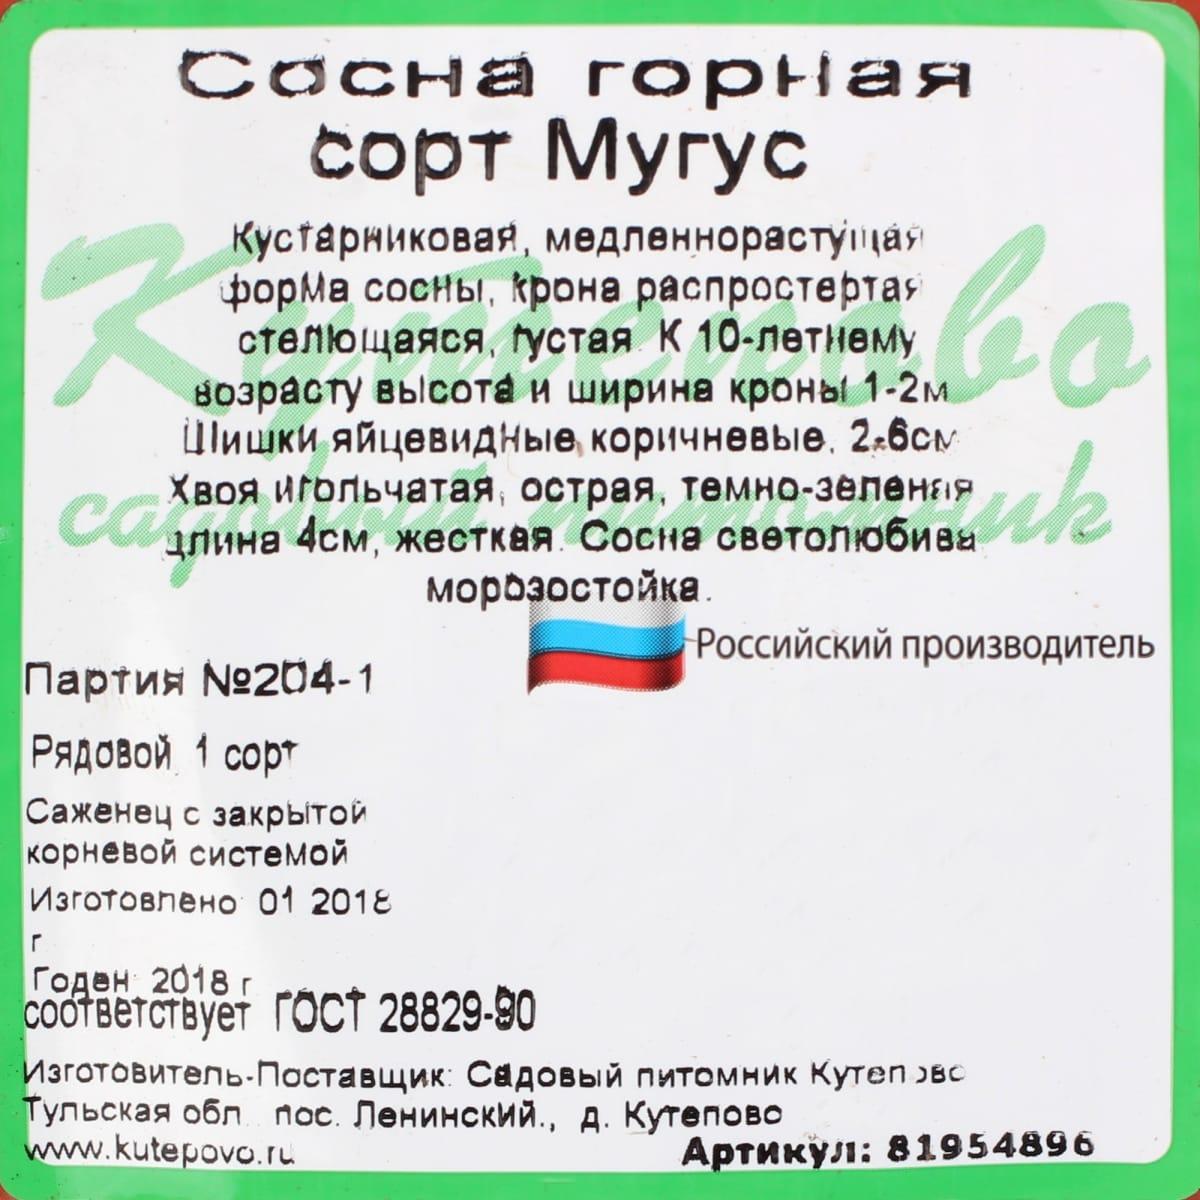 Сосна горная
сорт Мугус
Кутепово
садовый питомник
Кустарниковая, медленнорастущая
форма сосны, крона распростертая
стелющаяся, густая. К 10-летнему
возрасту высота и ширина кроны 1-2м
Шишки яйцевидные коричневые, 2-6см
Хвоя игольчатая, острая, темно-зеленая
длина 4см, жесткая. Сосна светолюбива
морозостойка.
Российский производитель
Партия №204-1
Рядовой, 1 сорт
Саженец с закрытой
корневой системой
Изготовлено: 01 2018
г
Годен: 2018 г
соответствует ГОСТ 28829-90
Изготовитель-Поставщик: Садовый питомник Кутепово
Тульская обл. пос. Ленинский., д. Кутепово
www.kutepovo.ru
Артикул: 81954896